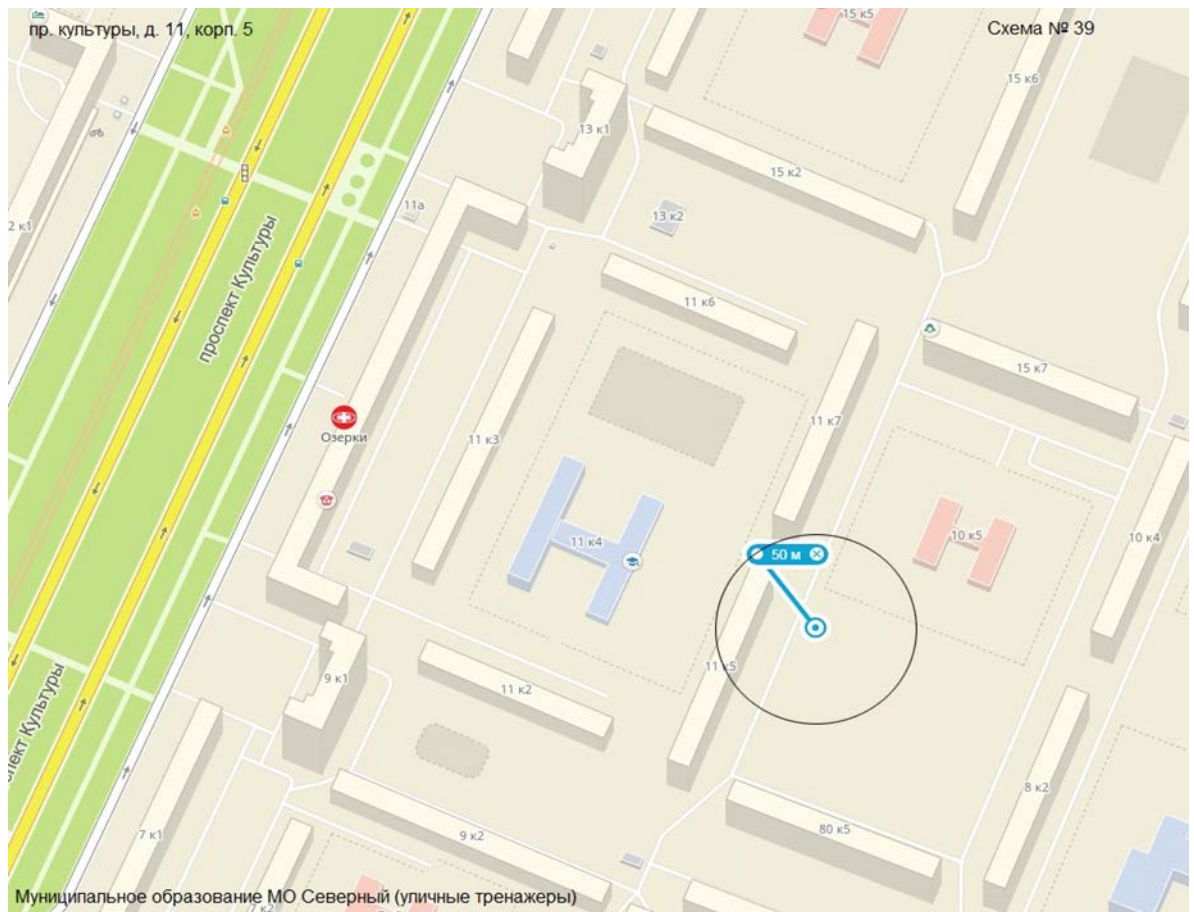 пр. культуры, д. 11, корп. 5
Схема № 39
15 к5
15 к6
13 к1
15 к2
2 к1
11а
13 к2
проспект Культуры
11 к6
15 к7
Озерки
11 к3
11 к7
11 к4
10 к5
10 к4
50 м
11 к5
9 к1
11 к2
спект Культуры
8 к2
7 к1
9 к2
80 к5
7 к2
Муниципальное образование МО Северный (уличные тренажеры)